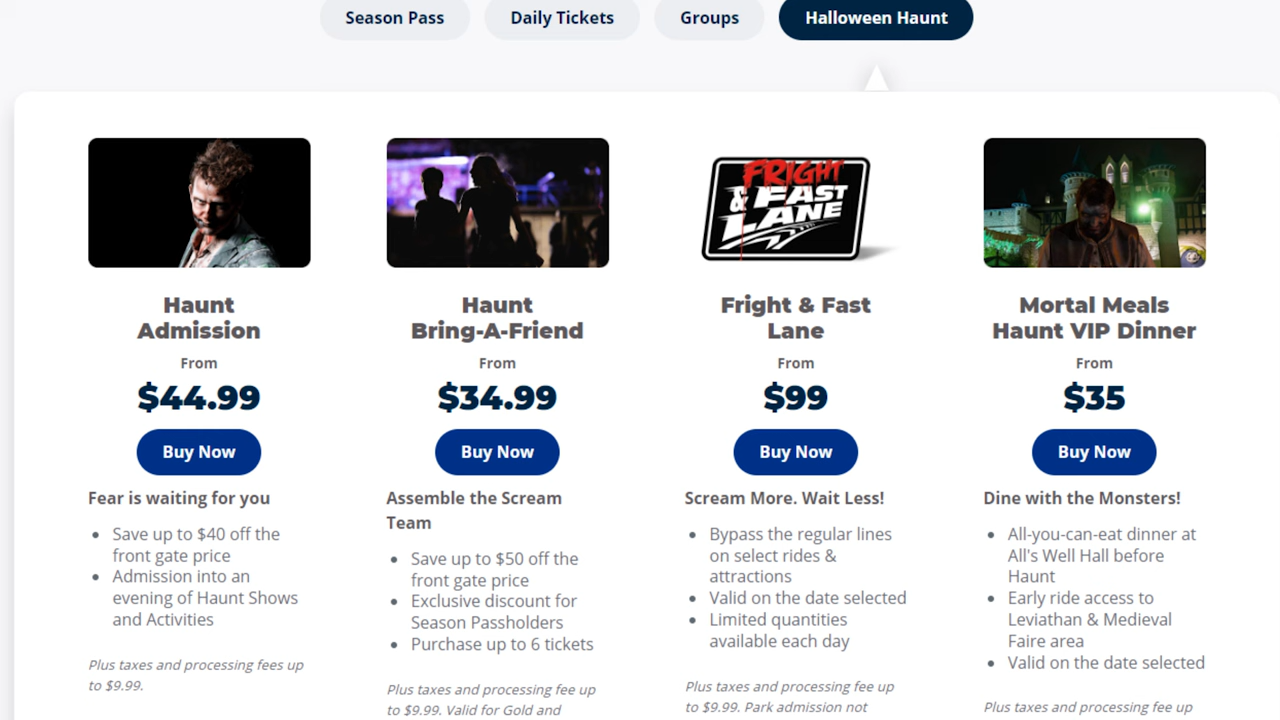 Season Pass
Daily Tickets
Groups
Halloween Haunt
FRIGHT
& FAST
LANE
Haunt
Admission
From
$44.99
Buy Now
Fear is waiting for you
Save up to $40 off the
front gate price
Admission into an
evening of Haunt Shows
and Activities
Plus taxes and processing fees up
to $9.99.
Haunt
Bring-A-Friend
From
$34.99
Buy Now
Assemble the Scream
Team
Save up to $50 off the
front gate price
Exclusive discount for
Season Passholders
Purchase up to 6 tickets
Plus taxes and processing fee up
to $9.99. Valid for Gold and
Fright & Fast
Lane
From
$99
Buy Now
Scream More. Wait Less!
Bypass the regular lines
on select rides &
attractions
Valid on the date selected
Limited quantities
available each day
Plus taxes and processing fee up
to $9.99. Park admission not
Mortal Meals
Haunt VIP Dinner
From
$35
Buy Now
Dine with the Monsters!
All-you-can-eat dinner at
All's Well Hall before
Haunt
Early ride access to
Leviathan & Medieval
Faire area
Valid on the date selected
Plus taxes and processing fee up